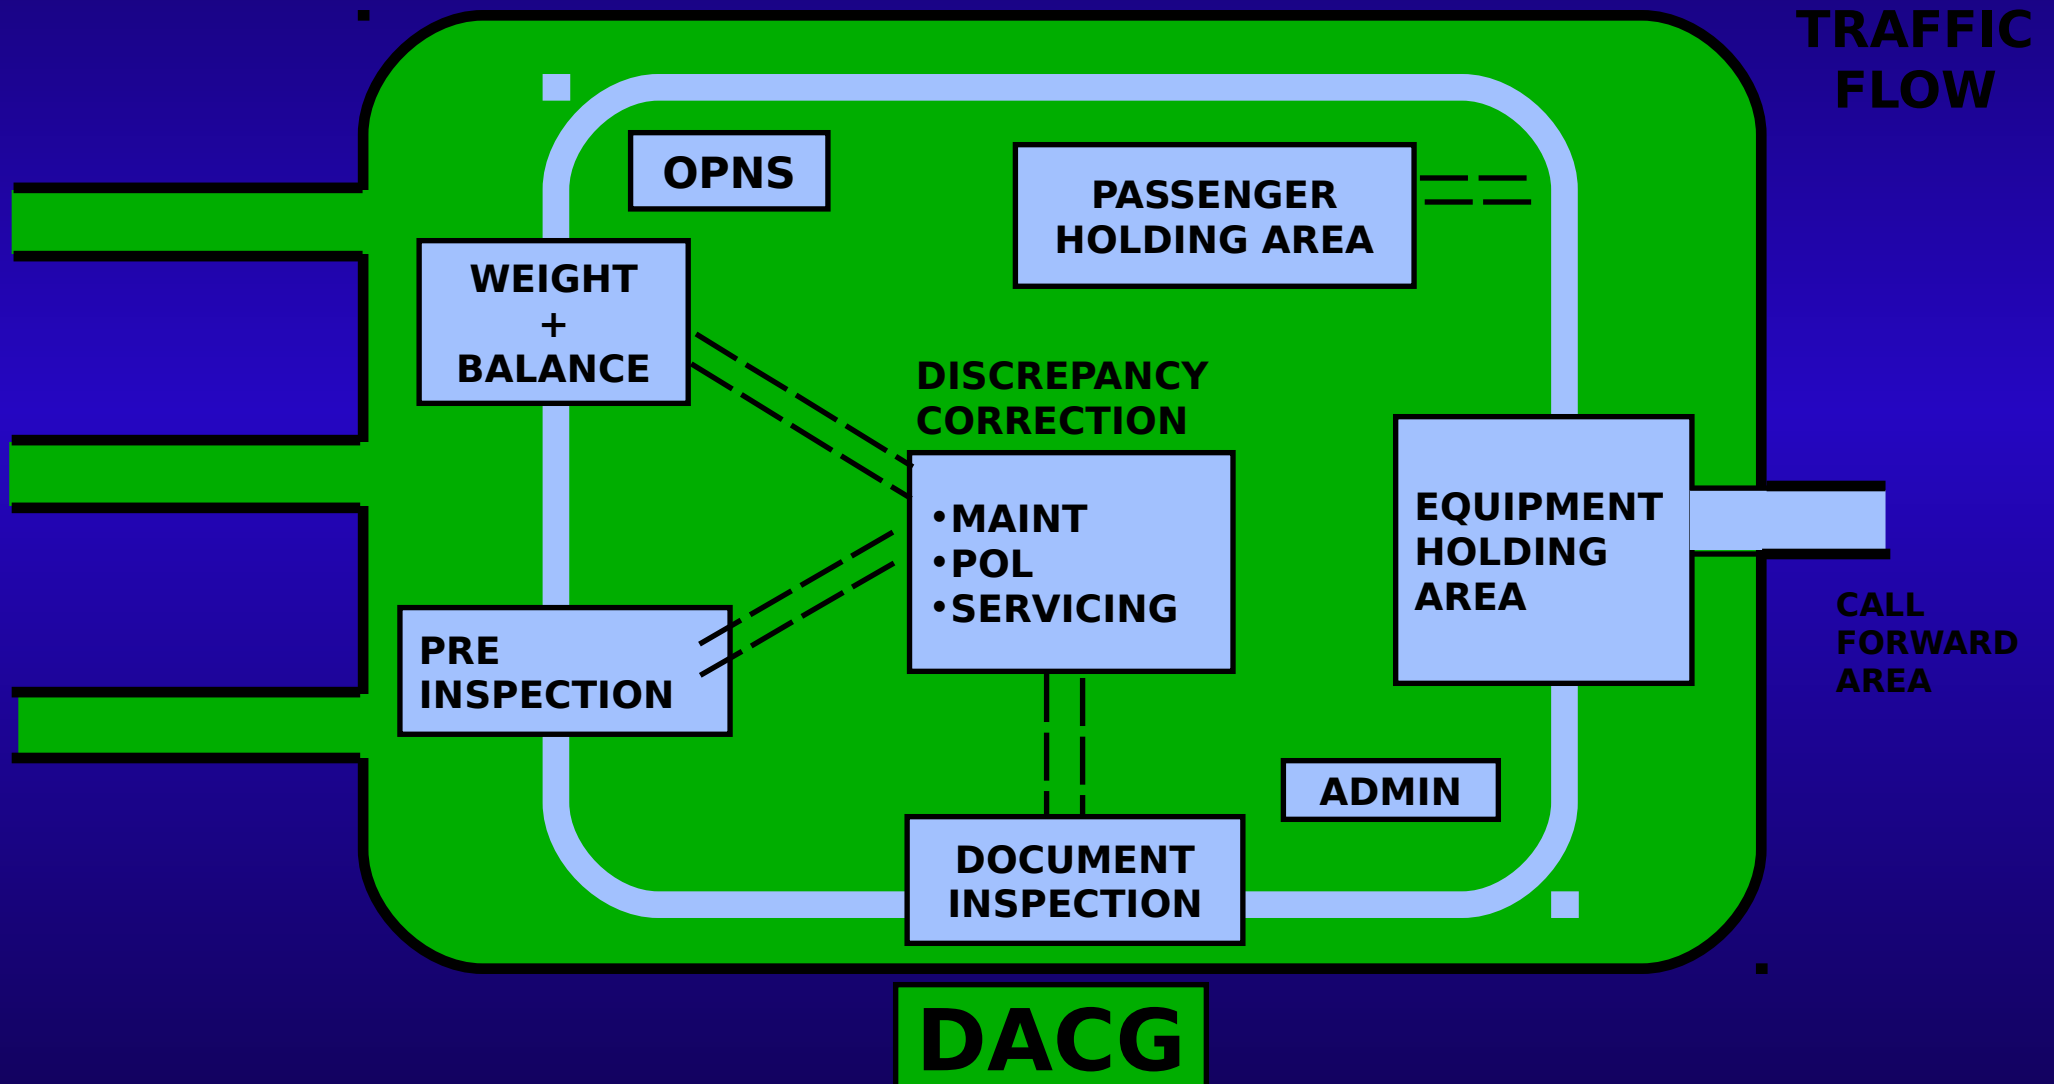 TRAFFIC
FLOW
OPNS
PASSENGER
HOLDING AREA
WEIGHT
+
BALANCE
DISCREPANCY
CORRECTION
•MAINT
•POL
•SERVICING
EQUIPMENT
HOLDING
AREA
CALL
FORWARD
AREA
PRE
INSPECTION
ADMIN
DOCUMENT
INSPECTION
DACG